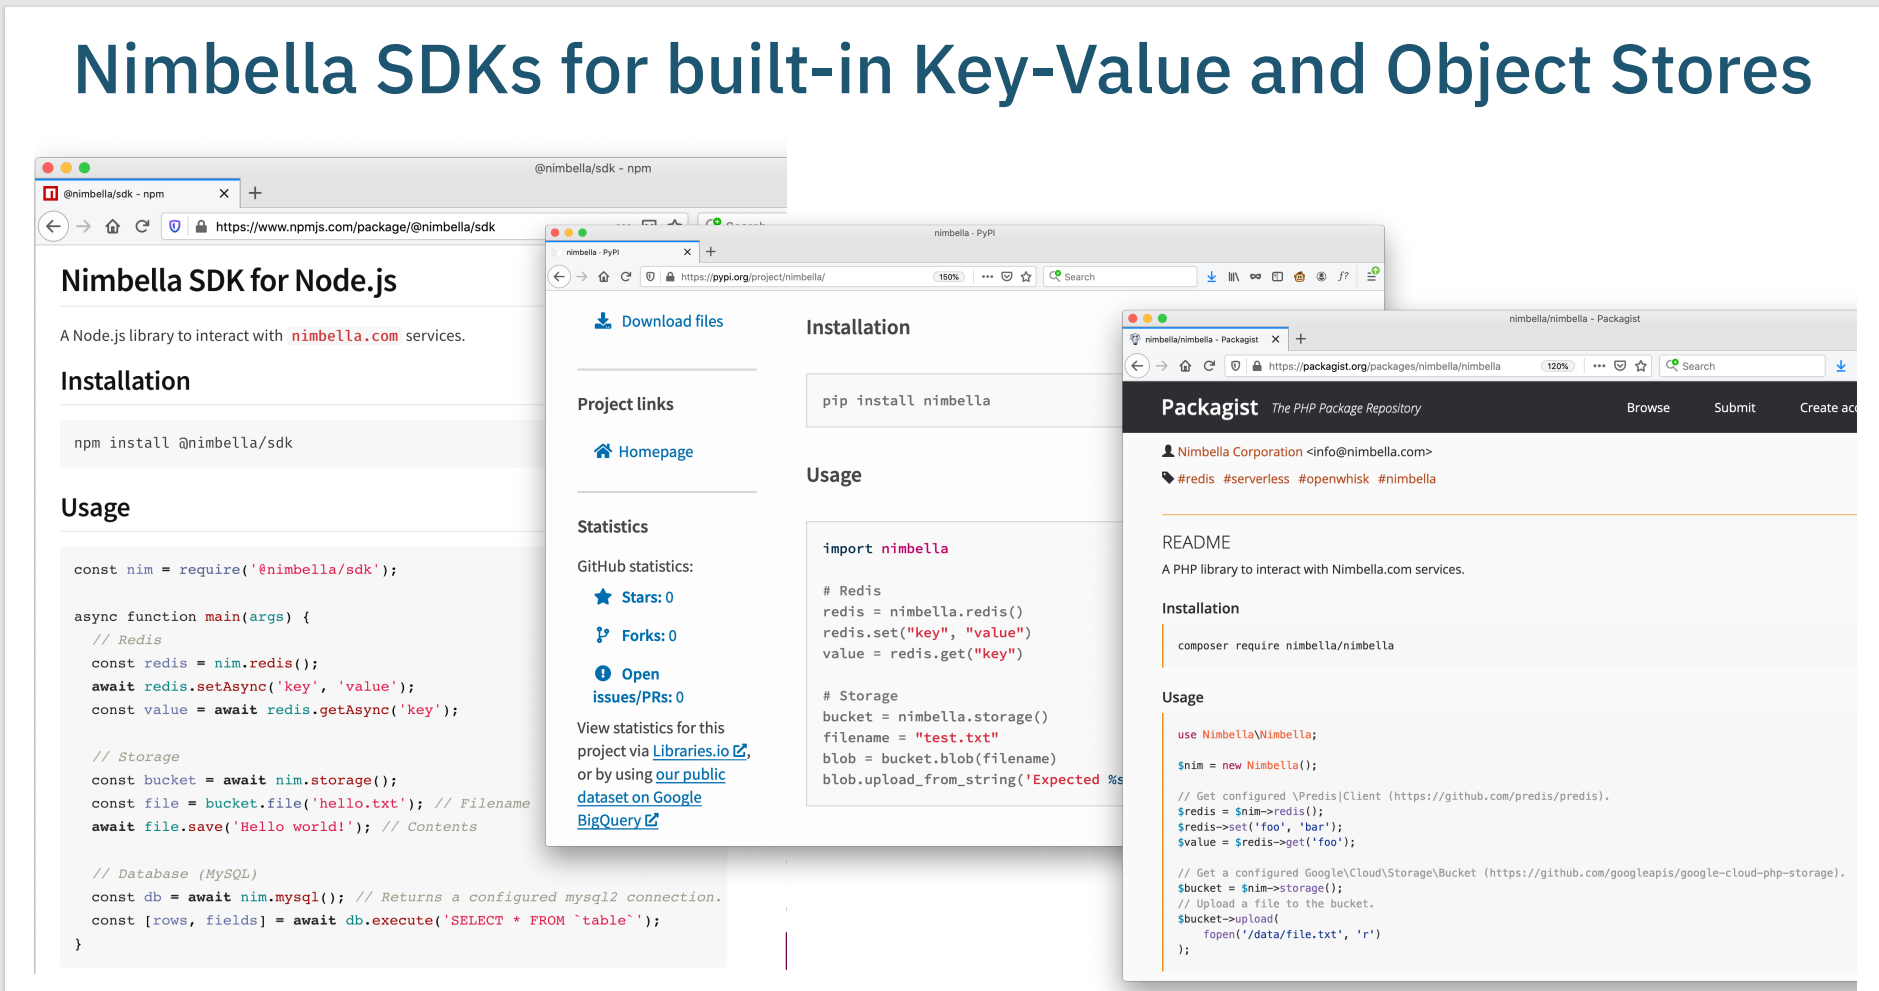 Nimbella SDKs for built-in Key-Value and Object Stores
@nimbella/sdk - npm
@nimbella/sdk - npm
https://www.npmjs.com/package/@nimbella/sdk
Nimbella SDK for Node.js
A Node.js library to interact with nimbella.com services.
Installation
npm install @nimbella/sdk
Usage
const nim = require('@nimbella/sdk');
async function main(args) {
// Redis
const redis = nim.redis();
await redis.setAsync('key', 'value');
const value = await redis.getAsync('key');
// Storage
const bucket = await nim.storage();
const file = bucket.file('hello.txt'); // Filename
await file.save('Hello world!'); // Contents
// Database (MySQL)
const db = await nim.mysql(); // Returns a configured mysql2 connection.
const [rows, fields] = await db.execute('SELECT * FROM `table`');
}
nimbella · PyPI
nimbella · PyPI
https://pypi.org/project/nimbella/
150%
Search
Download files
Project links
Homepage
Statistics
GitHub statistics:
Stars: 0
Forks: 0
Open
issues/PRs: 0
View statistics for this
project via Libraries.io,
or by using our public
dataset on Google
BigQuery
Installation
pip install nimbella
Usage
import nimbella
# Redis
redis = nimbella.redis()
redis.set("key", "value")
value = redis.get("key")
# Storage
bucket = nimbella.storage()
filename = "test.txt"
blob = bucket.blob(filename)
blob.upload_from_string('Expected %s
nimbella/nimbella - Packagist
nimbella/nimbella - Packagist
https://packagist.org/packages/nimbella/nimbella
120%
Search
Packagist The PHP Package Repository
Browse Submit Create acc
Nimbella Corporation <info@nimbella.com>
#redis #serverless #openwhisk #nimbella
README
A PHP library to interact with Nimbella.com services.
Installation
composer require nimbella/nimbella
Usage
use Nimbella\Nimbella;
$nim = new Nimbella();
// Get configured \Predis|Client (https://github.com/predis/predis).
$redis = $nim->redis();
$redis->set('foo', 'bar');
$value = $redis->get('foo');
// Get a configured Google\Cloud\Storage\Bucket (https://github.com/googleapis/google-cloud-php-storage).
$bucket = $nim->storage();
// Upload a file to the bucket.
$bucket->upload(
fopen('/data/file.txt', 'r')
);